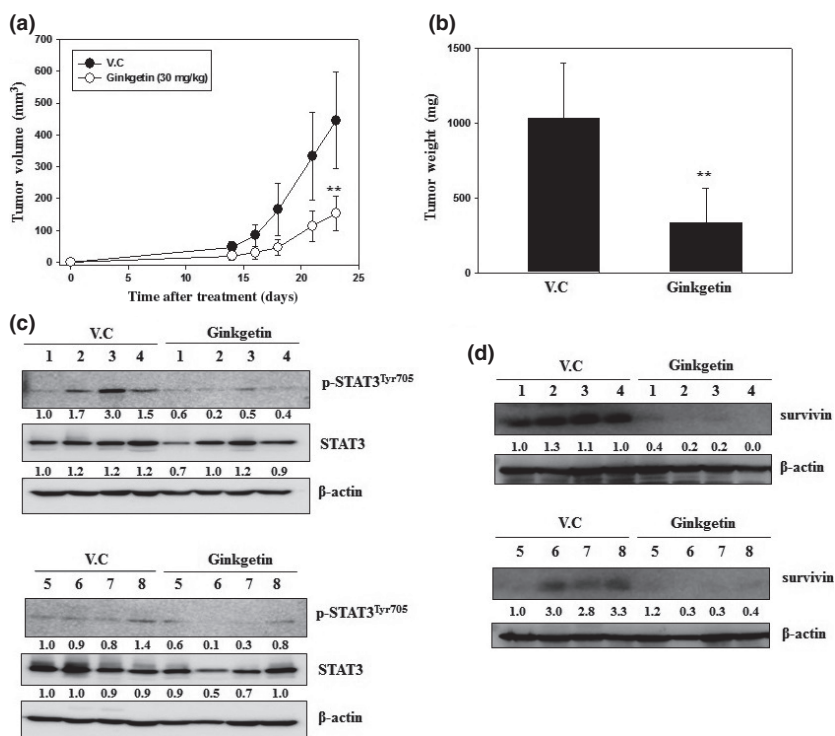 (a)
700
600
500
400
300
200
100
0
Tumor volume (mm³)
V.C
Ginkgetin (30 mg/kg)
**
0 5 10 15 20 25
Time after treatment (days)
(b)
1500
1000
500
0
Tumor weight (mg)
**
V.C Ginkgetin
(c)
V.C Ginkgetin
1 2 3 4 1 2 3 4
p-STAT3Tyr705
1.0 1.7 3.0 1.5 0.6 0.2 0.5 0.4
STAT3
1.0 1.2 1.2 1.2 0.7 1.0 1.2 0.9
β-actin
V.C Ginkgetin
5 6 7 8 5 6 7 8
p-STAT3Tyr705
1.0 0.9 0.8 1.4 0.6 0.1 0.3 0.8
STAT3
1.0 1.0 0.9 0.9 0.9 0.5 0.7 1.0
β-actin
(d)
V.C Ginkgetin
1 2 3 4 1 2 3 4
survivin
1.0 1.3 1.1 1.0 0.4 0.2 0.2 0.0
β-actin
V.C Ginkgetin
5 6 7 8 5 6 7 8
survivin
1.0 3.0 2.8 3.3 1.2 0.3 0.3 0.4
β-actin